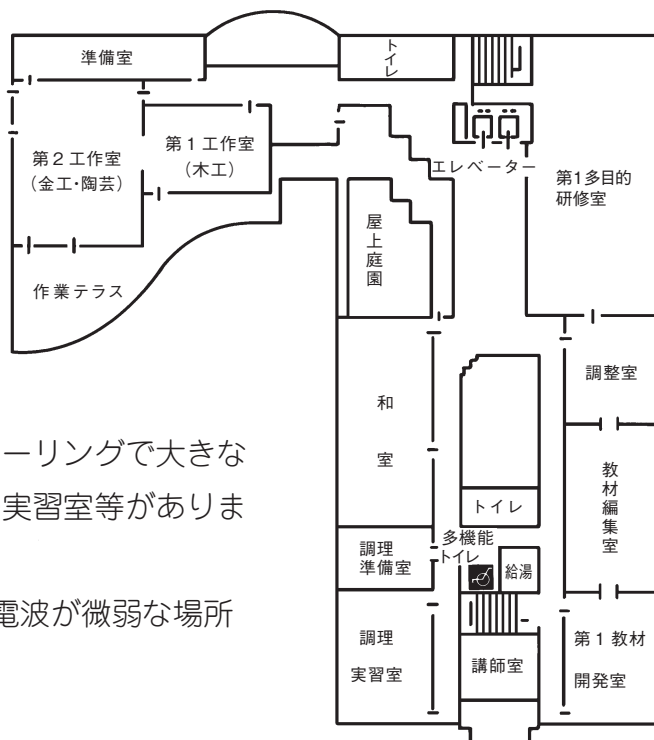 準備室
トイレ
第２工作室
（金工・陶芸）
第１工作室
（木工）
エレベーター
第１多目的
研修室
屋上庭園
作業テラス
調整室
和室
ーリングで大きな
実習室等がありま
教材編集室
トイレ
多機能
トイレ
給湯
調理
準備室
電波が微弱な場所
調理
実習室
講師室
第１教材
開発室